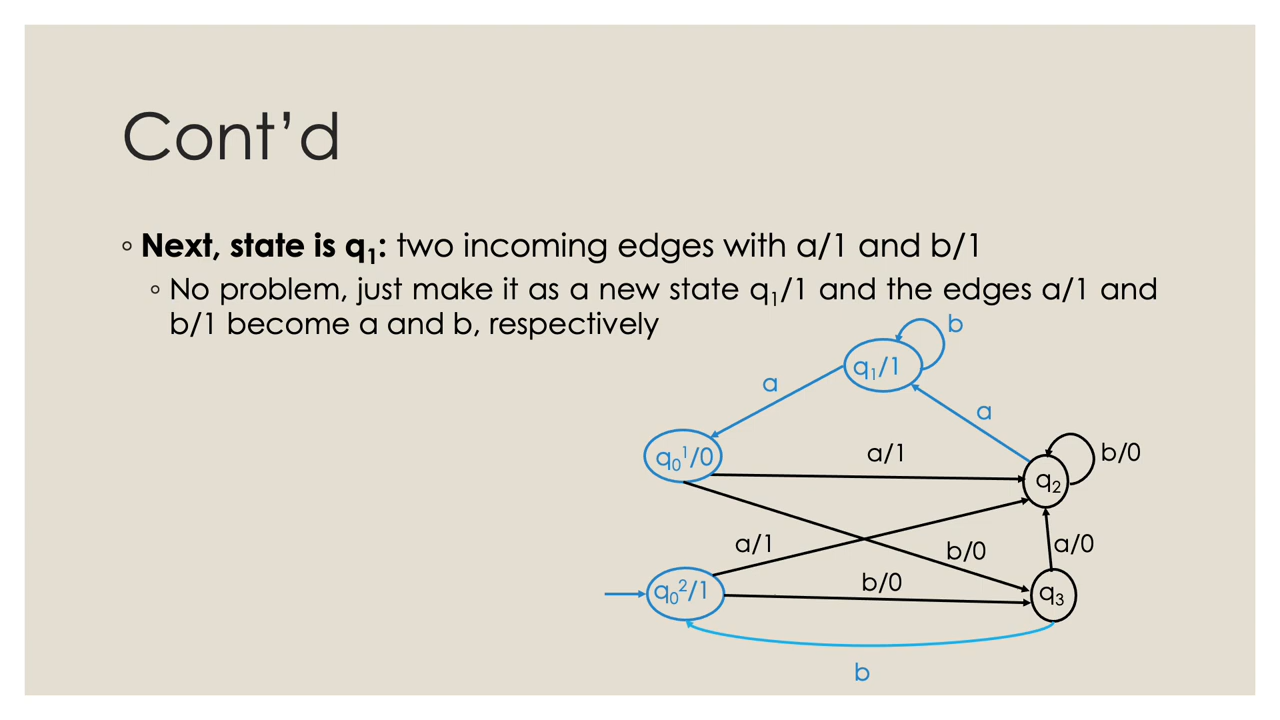 Cont’d
◦ Next, state is q₁: two incoming edges with a/1 and b/1
◦ No problem, just make it as a new state q₁/1 and the edges a/1 and
b/1 become a and b, respectively
b
q₁/1
a
a
q₀¹/0
a/1
b/0
q₂
a/1
b/0
a/0
b/0
q₀²/1
q₃
b